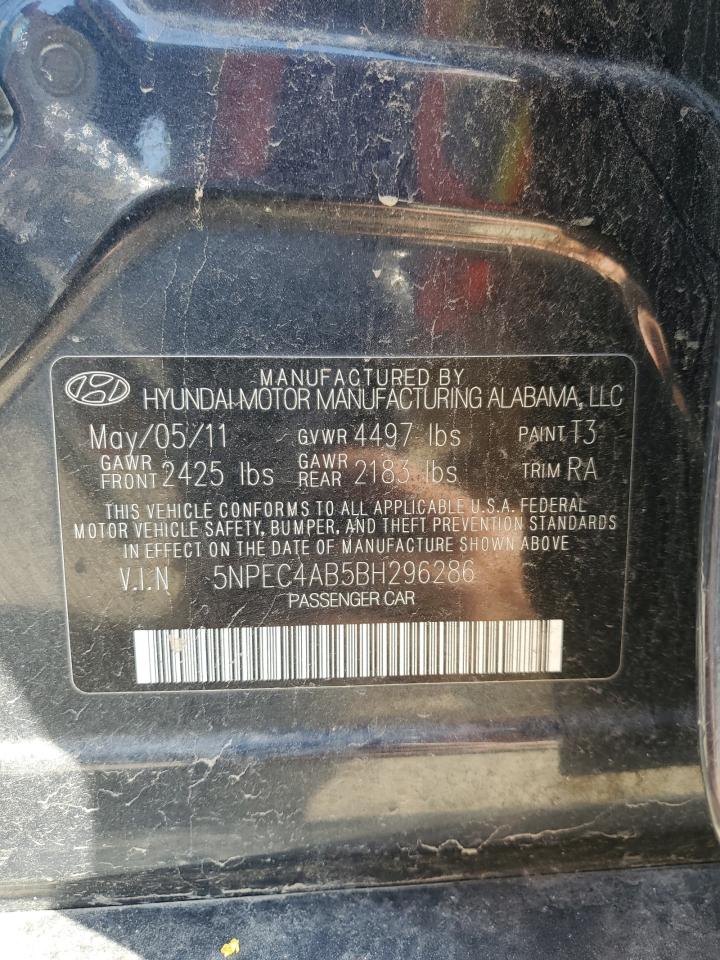 MANUFACTURED BY
HYUNDAI MOTOR MANUFACTURING ALABAMA, LLC
May/05/11 GVWR 4497 lbs PAINT T3
GAWR FRONT 2425 lbs GAWR REAR 2183 lbs TRIM RA
THIS VEHICLE CONFORMS TO ALL APPLICABLE U.S.A. FEDERAL
MOTOR VEHICLE SAFETY, BUMPER, AND THEFT PREVENTION STANDARDS
IN EFFECT ON THE DATE OF MANUFACTURE SHOWN ABOVE
V.I.N 5NPEC4AB5BH296286
PASSENGER CAR